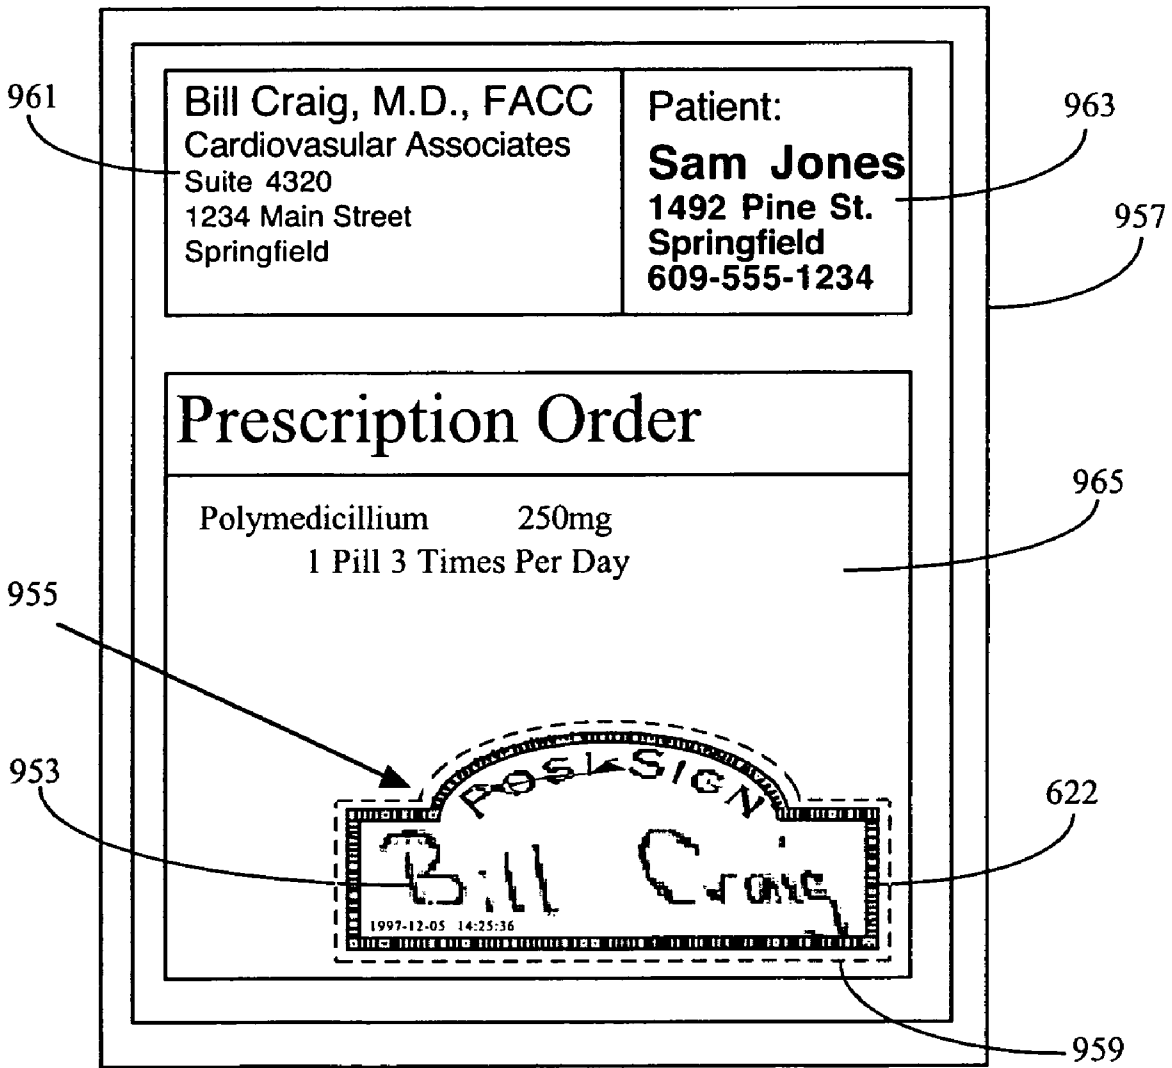 961
Bill Craig, M.D., FACC
Cardiovasular Associates
Suite 4320
1234 Main Street
Springfield
Patient:
Sam Jones
1492 Pine St.
Springfield
609-555-1234
963
957
Prescription Order
965
Polymedicillium 250mg
1 Pill 3 Times Per Day
955
953
PoskSign
Bill Craig
1997-12-05 14:25:36
622
959